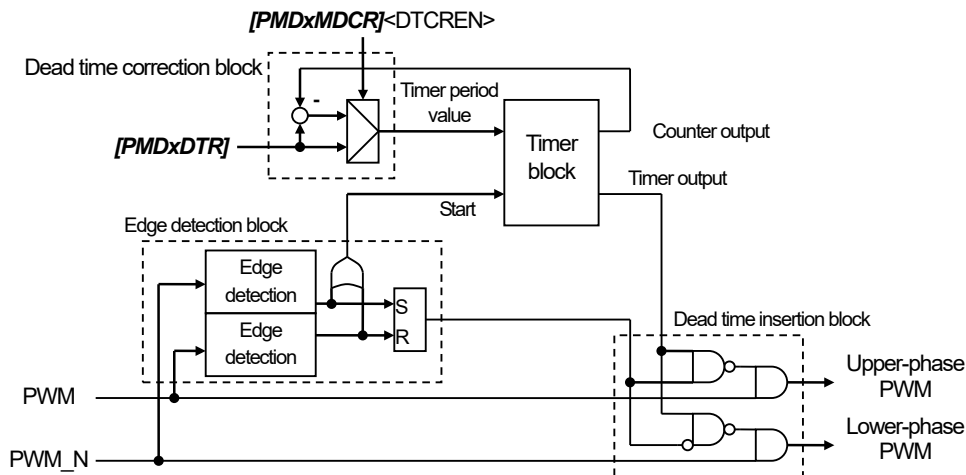 [PMDxMDCR]<DTCREN>
Dead time correction block
-
Timer period
value
[PMDxDTR]
Timer
block
Counter output
Timer output
Start
Edge detection block
Edge
detection
S
Edge
detection
R
Dead time insertion block
Upper-phase
PWM
PWM
Lower-phase
PWM
PWM_N